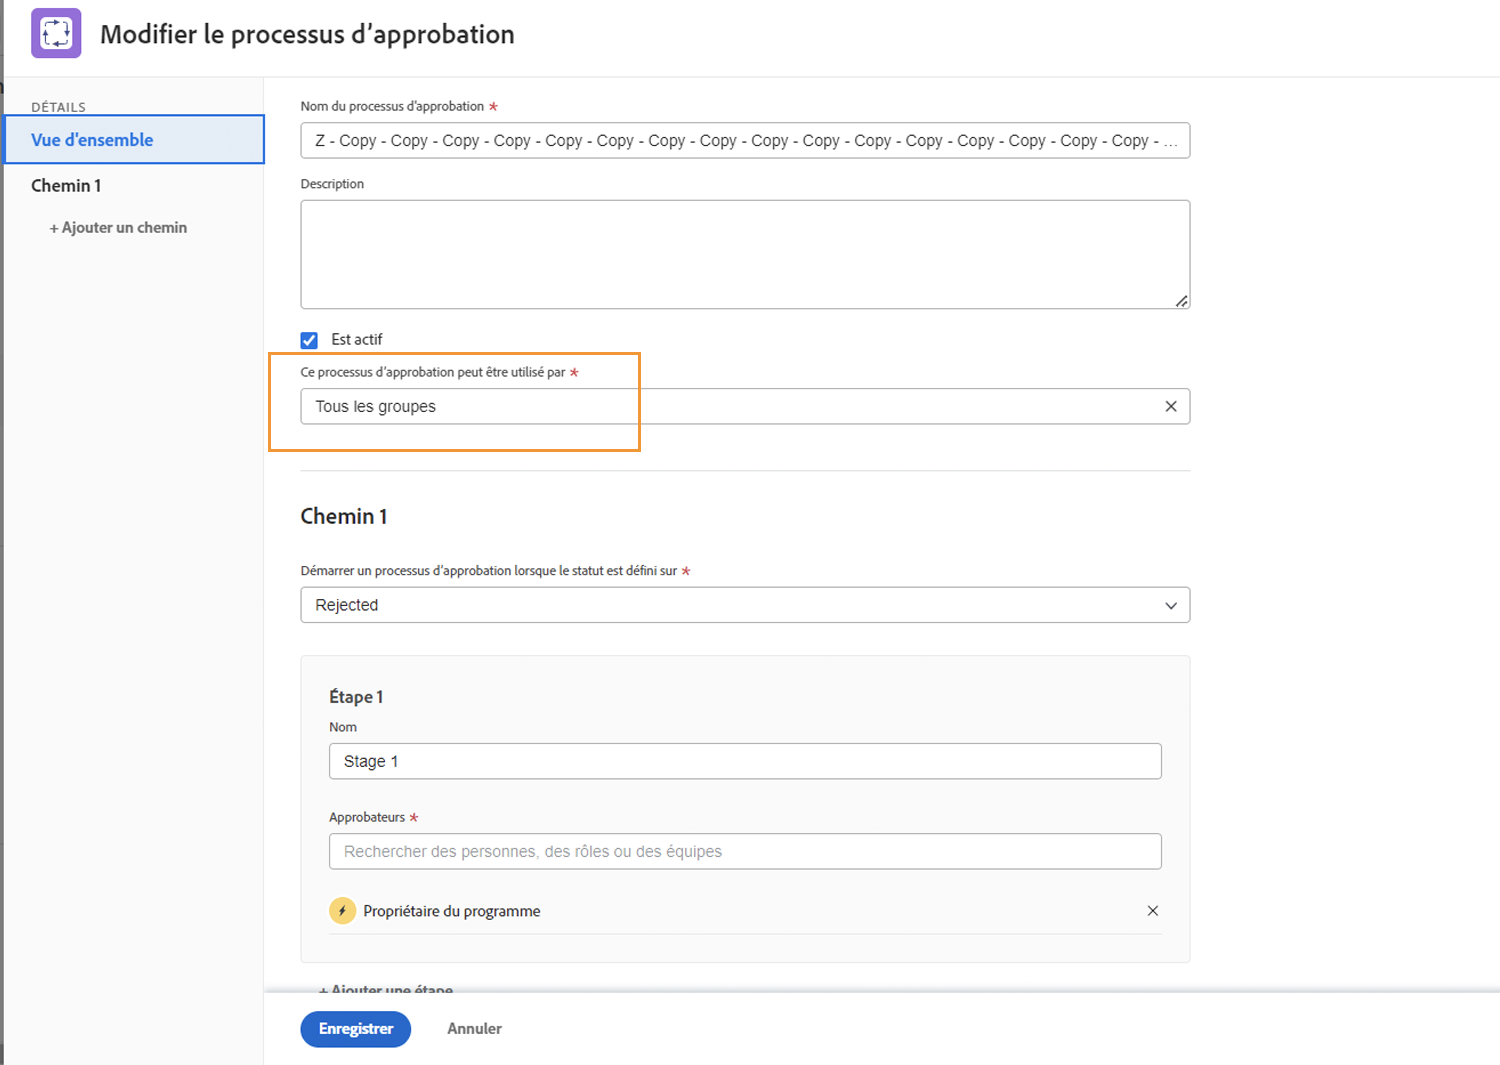 Modifier le processus d’approbation
DÉTAILS
Vue d'ensemble
Chemin 1
+ Ajouter un chemin
Nom du processus d’approbation *
Z - Copy - Copy - Copy - Copy - Copy - Copy - Copy - Copy - Copy - Copy - Copy - Copy - Copy - Copy - Copy - Copy - ...
Description
Est actif
Ce processus d’approbation peut être utilisé par *
Tous les groupes
Chemin 1
Démarrer un processus d’approbation lorsque le statut est défini sur *
Rejected
Étape 1
Nom
Stage 1
Approbateurs *
Rechercher des personnes, des rôles ou des équipes
Propriétaire du programme
+ Ajouter une étape
Enregistrer
Annuler